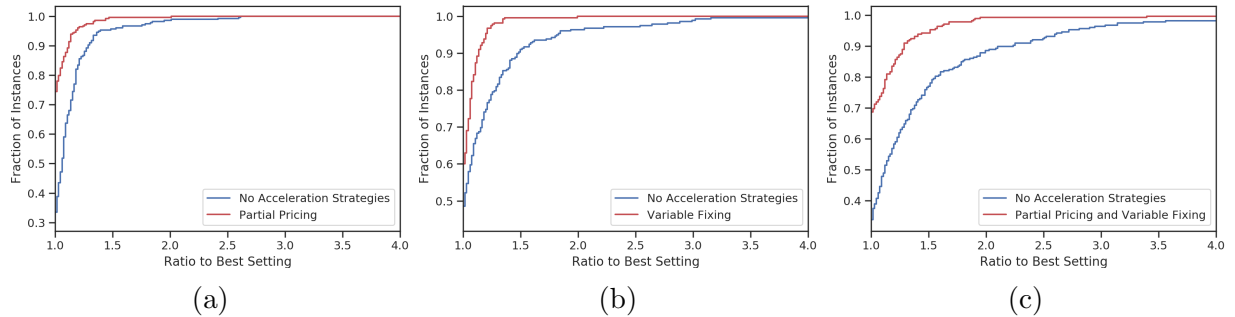 1.0
0.9
0.8
0.7
0.6
0.5
0.4
0.3
Fraction of Instances
No Acceleration Strategies
Partial Pricing
1.0 1.5 2.0 2.5 3.0 3.5 4.0
Ratio to Best Setting
(a)
1.0
0.9
0.8
0.7
0.6
0.5
Fraction of Instances
No Acceleration Strategies
Variable Fixing
1.0 1.5 2.0 2.5 3.0 3.5 4.0
Ratio to Best Setting
(b)
1.0
0.9
0.8
0.7
0.6
0.5
0.4
Fraction of Instances
No Acceleration Strategies
Partial Pricing and Variable Fixing
1.0 1.5 2.0 2.5 3.0 3.5 4.0
Ratio to Best Setting
(c)